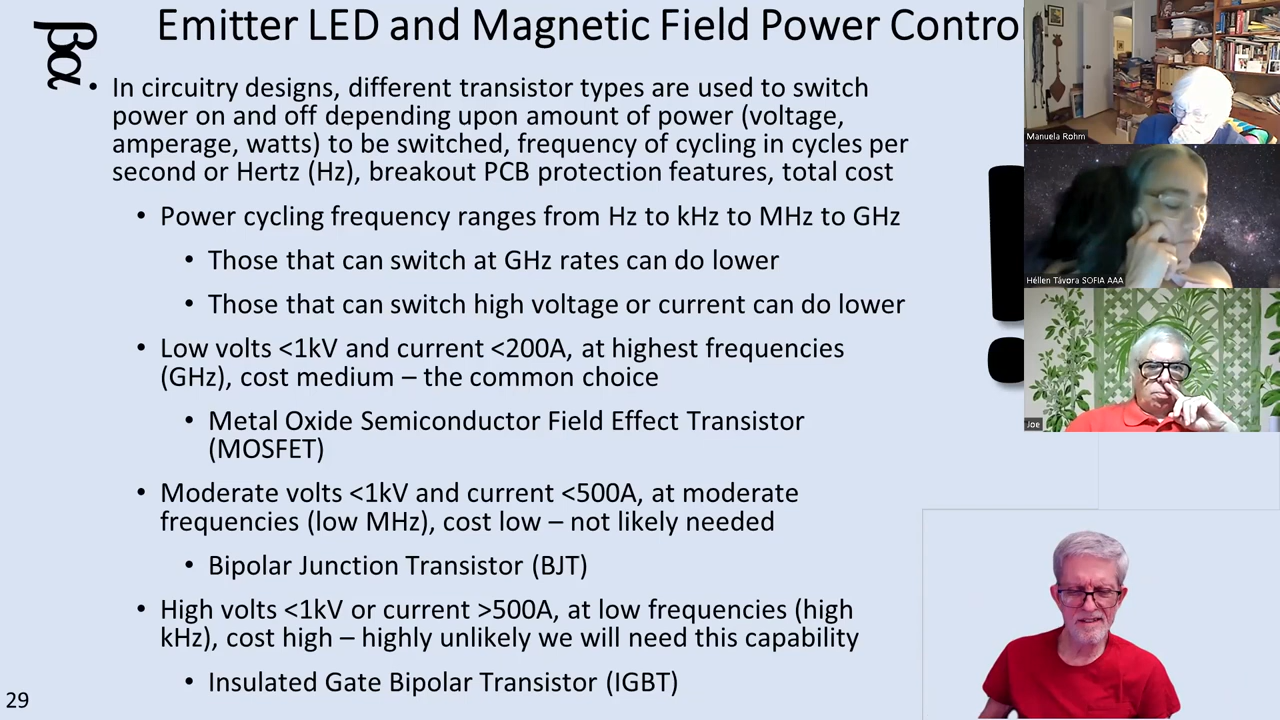 Emitter LED and Magnetic Field Power Contro
• In circuitry designs, different transistor types are used to switch
power on and off depending upon amount of power (voltage,
amperage, watts) to be switched, frequency of cycling in cycles per
second or Hertz (Hz), breakout PCB protection features, total cost
• Power cycling frequency ranges from Hz to kHz to MHz to GHz
• Those that can switch at GHz rates can do lower
• Those that can switch high voltage or current can do lower
• Low volts <1kV and current <200A, at highest frequencies
(GHz), cost medium – the common choice
• Metal Oxide Semiconductor Field Effect Transistor
(MOSFET)
• Moderate volts <1kV and current <500A, at moderate
frequencies (low MHz), cost low – not likely needed
• Bipolar Junction Transistor (BJT)
• High volts <1kV or current >500A, at low frequencies (high
kHz), cost high – highly unlikely we will need this capability
• Insulated Gate Bipolar Transistor (IGBT)
29
!
Manuela Rohm
Héllen Távora SOFIA AAA
Joe